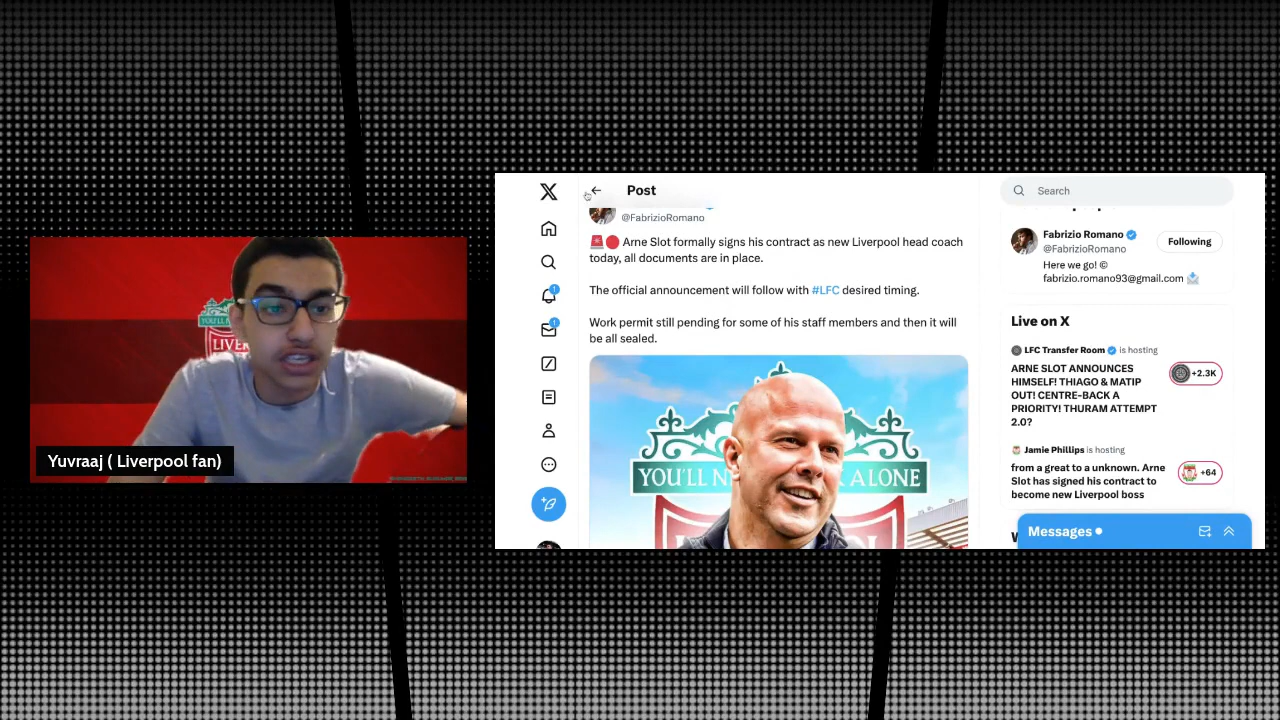 YOU'LL
LIVER
Yuvraaj ( Liverpool fan)
Post
@FabrizioRomano
🚨🔴 Arne Slot formally signs his contract as new Liverpool head coach
today, all documents are in place.
The official announcement will follow with #LFC desired timing.
Work permit still pending for some of his staff members and then it will
be all sealed.
YOU'LL N ALONE
Search
Fabrizio Romano
@FabrizioRomano
Following
Here we go! ©
fabrizio.romano93@gmail.com 📩
Live on X
LFC Transfer Room is hosting
ARNE SLOT ANNOUNCES
HIMSELF! THIAGO & MATIP
OUT! CENTRE-BACK A
PRIORITY! THURAM ATTEMPT
2.0?
+2.3K
Jamie Phillips is hosting
from a great to a unknown. Arne
Slot has signed his contract to
become new Liverpool boss
+64
Messages